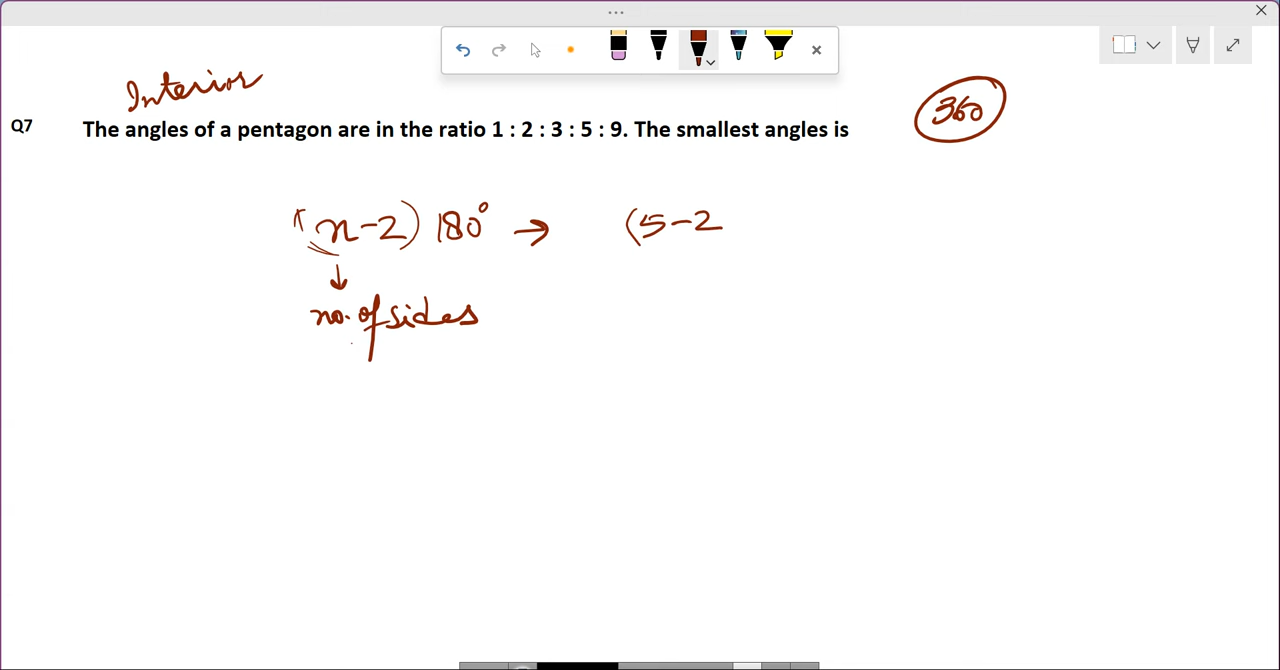 Interior
360
Q7 The angles of a pentagon are in the ratio 1 : 2 : 3 : 5 : 9. The smallest angles is
(n-2) 180° → (5-2
↓
no. of sides